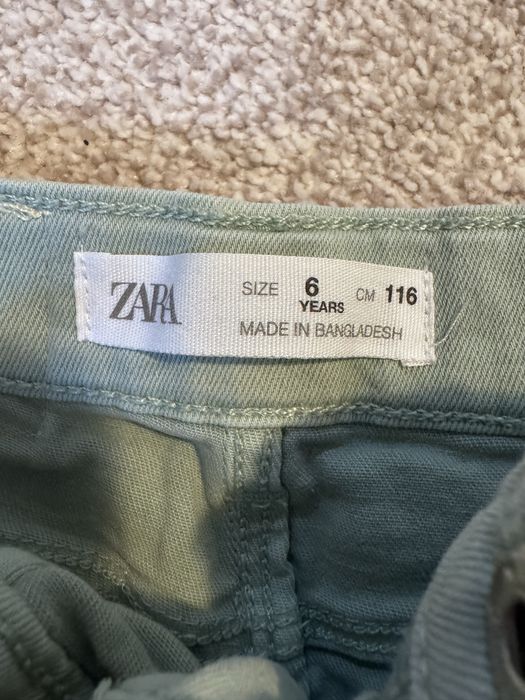 ZARA
SIZE 6 YEARS CM 116
MADE IN BANGLADESH